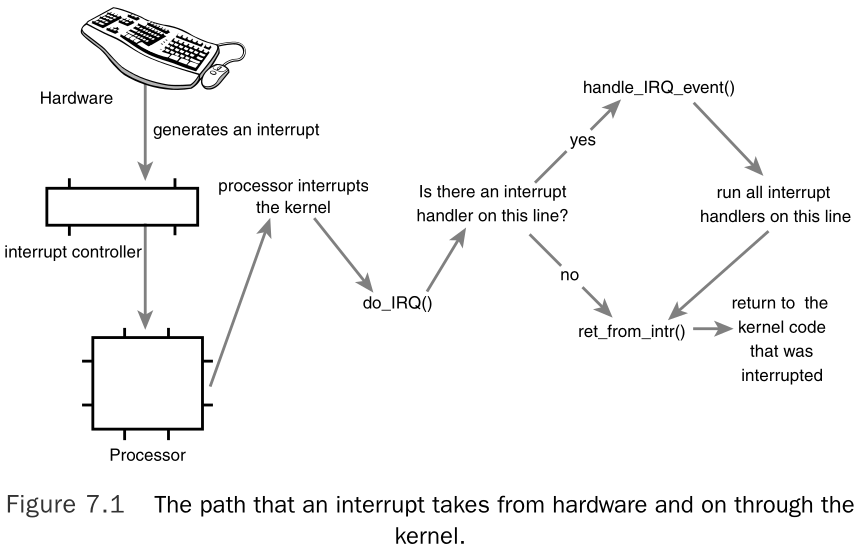 Hardware
generates an interrupt
interrupt controller
Processor
processor interrupts
the kernel
do_IRQ()
Is there an interrupt
handler on this line?
yes
no
handle_IRQ_event()
run all interrupt
handlers on this line
ret_from_intr()
return to the
kernel code
that was
interrupted
Figure 7.1 The path that an interrupt takes from hardware and on through the
kernel.